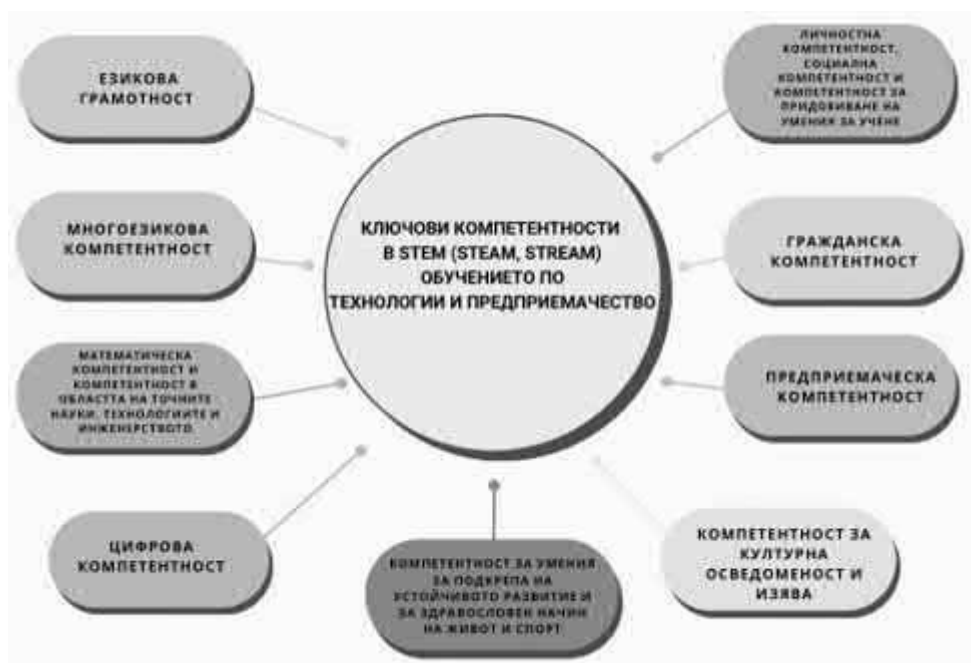 ЕЗИКОВА
ГРАМОТНОСТ
МНОГОЕЗИКОВА
КОМПЕТЕНТНОСТ
МАТЕМАТИЧЕСКА
КОМПЕТЕНТНОСТ И
КОМПЕТЕНТНОСТ В
ОБЛАСТТА НА ТОЧНИТЕ
НАУКИ, ТЕХНОЛОГИИТЕ И
ИНЖЕНЕРСТВОТО
ЦИФРОВА
КОМПЕТЕНТНОСТ
КЛЮЧОВИ КОМПЕТЕНТНОСТИ
В STEM (STEAM, STREAM)
ОБУЧЕНИЕТО ПО
ТЕХНОЛОГИИ И ПРЕДПРИЕМАЧЕСТВО
КОМПЕТЕНТНОСТ ЗА УМЕНИЯ
ЗА ПОДКРЕПА НА
УСТОЙЧИВОТО РАЗВИТИЕ И
ЗА ЗДРАВОСЛОВЕН НАЧИН
НА ЖИВОТ И СПОРТ
ЛИЧНОСТНА
КОМПЕТЕНТНОСТ,
СОЦИАЛНА
КОМПЕТЕНТНОСТ И
КОМПЕТЕНТНОСТ ЗА
ПРИДОБИВАНЕ НА
УМЕНИЯ ЗА УЧЕНЕ
ГРАЖДАНСКА
КОМПЕТЕНТНОСТ
ПРЕДПРИЕМАЧЕСКА
КОМПЕТЕНТНОСТ
КОМПЕТЕНТНОСТ ЗА
КУЛТУРНА
ОСВЕДОМЕНОСТ И
ИЗЯВА